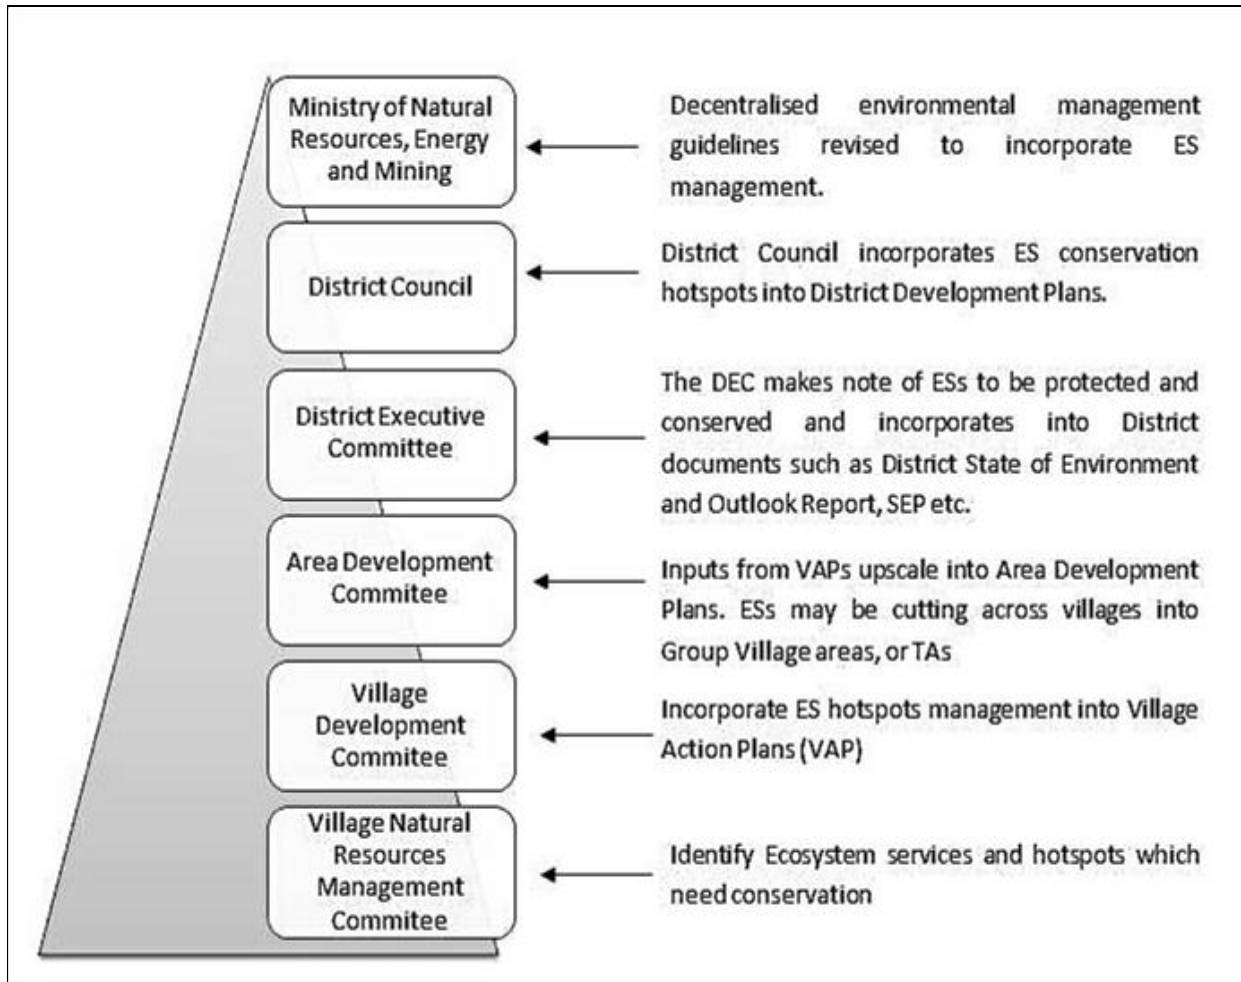 Ministry of Natural
Resources, Energy
and Mining
Decentralised environmental management
guidelines revised to incorporate ES
management.
District Council
District Council incorporates ES conservation
hotspots into District Development Plans.
District Executive
Committee
The DEC makes note of ESs to be protected and
conserved and incorporates into District
documents such as District State of Environment
and Outlook Report, SEP etc.
Area Development
Commitee
Inputs from VAPs upscale into Area Development
Plans. ESs may be cutting across villages into
Group Village areas, or TAs
Village
Development
Commitee
Incorporate ES hotspots management into Village
Action Plans (VAP)
Village Natural
Resources
Management
Commitee
Identify Ecosystem services and hotspots which
need conservation